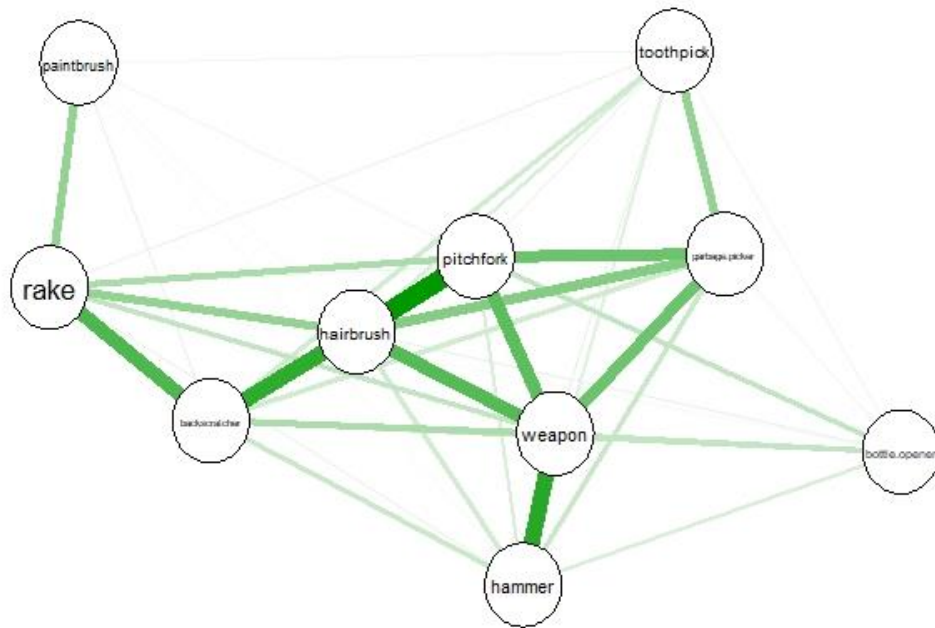 toothpick
paintbrush
pitchfork
garbage.picker
rake
hairbrush
backscratcher
weapon
bottle.opener
hammer